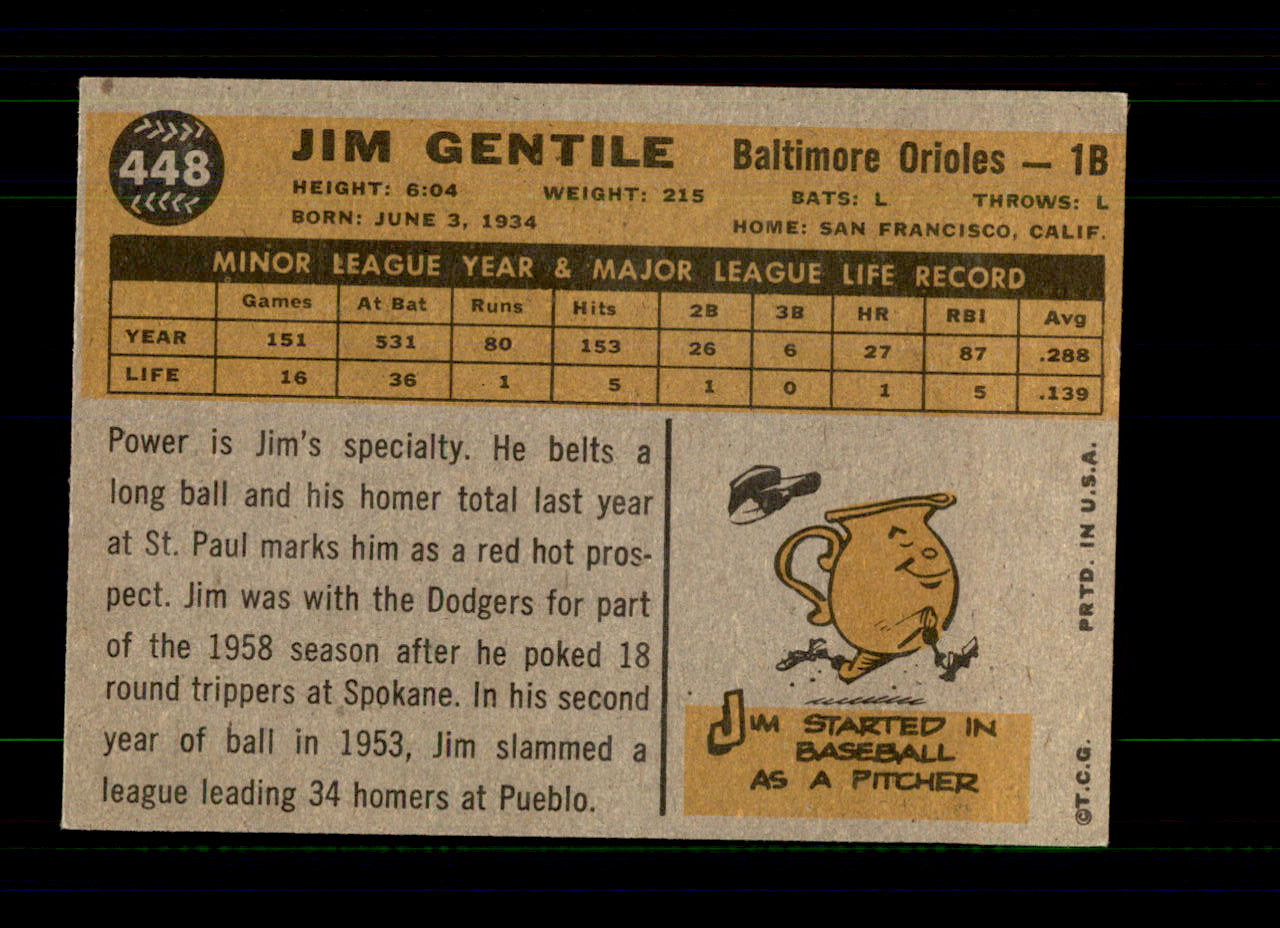 448
JIM GENTILE
Baltimore Orioles — 1B
HEIGHT: 6:04 WEIGHT: 215 BATS: L THROWS: L
BORN: JUNE 3, 1934 HOME: SAN FRANCISCO, CALIF.
MINOR LEAGUE YEAR & MAJOR LEAGUE LIFE RECORD
Games At Bat Runs Hits 2B 3B HR RBI Avg
YEAR 151 531 80 153 26 6 27 87 .288
LIFE 16 36 1 5 1 0 1 5 .139
Power is Jim's specialty. He belts a
long ball and his homer total last year
at St. Paul marks him as a red hot pros-
pect. Jim was with the Dodgers for part
of the 1958 season after he poked 18
round trippers at Spokane. In his second
year of ball in 1953, Jim slammed a
league leading 34 homers at Pueblo.
JIM STARTED IN
BASEBALL
AS A PITCHER
©T.C.G. PRTD. IN U.S.A.